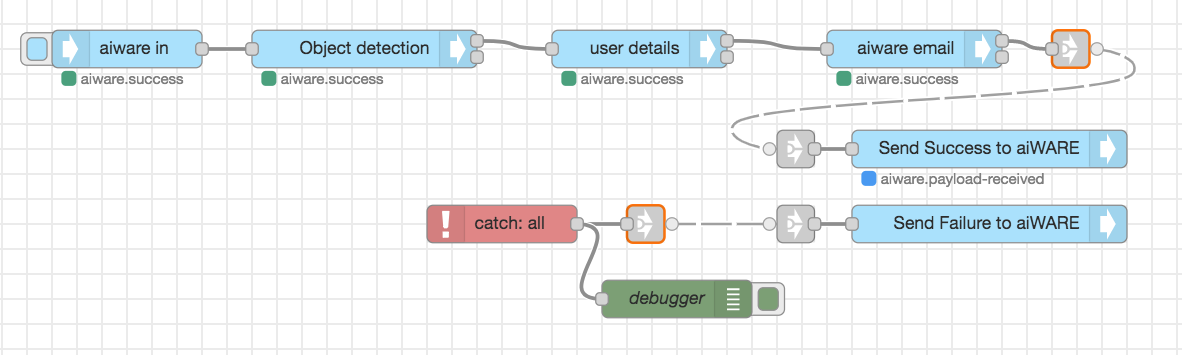 aiware in
Object detection
user details
aiware email
aiware.success
aiware.success
aiware.success
aiware.success
Send Success to aiWARE
aiware.payload-received
! catch: all
Send Failure to aiWARE
debugger